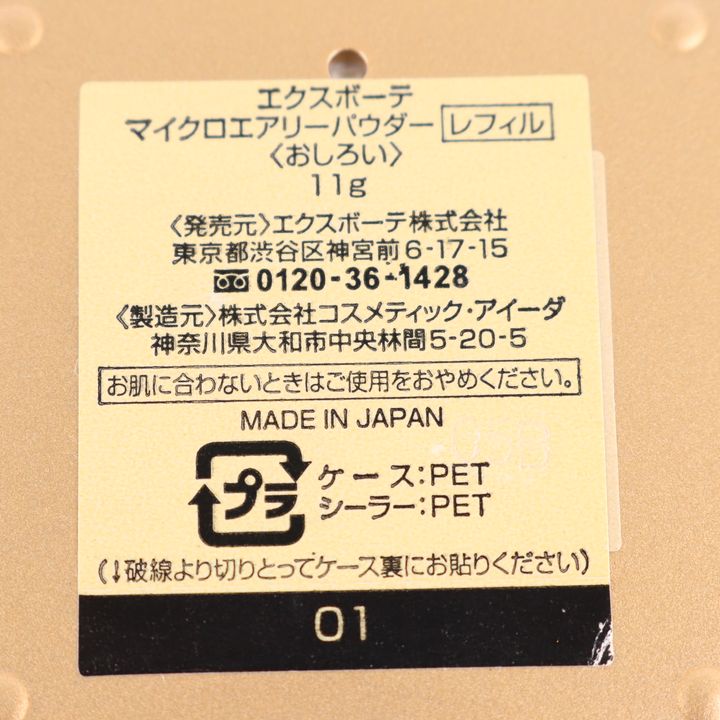 エクスボーテ
マイクロエアリーパウダー レフィル
〈おしろい〉
11g
〈発売元〉エクスボーテ株式会社
東京都渋谷区神宮前6-17-15
0120-36-1428
〈製造元〉株式会社コスメティック・アイーダ
神奈川県大和市中央林間5-20-5
お肌に合わないときはご使用をおやめください。
MADE IN JAPAN
プラ
ケース:PET
シーラー:PET
(↓破線より切りとってケース裏にお貼りください)
01